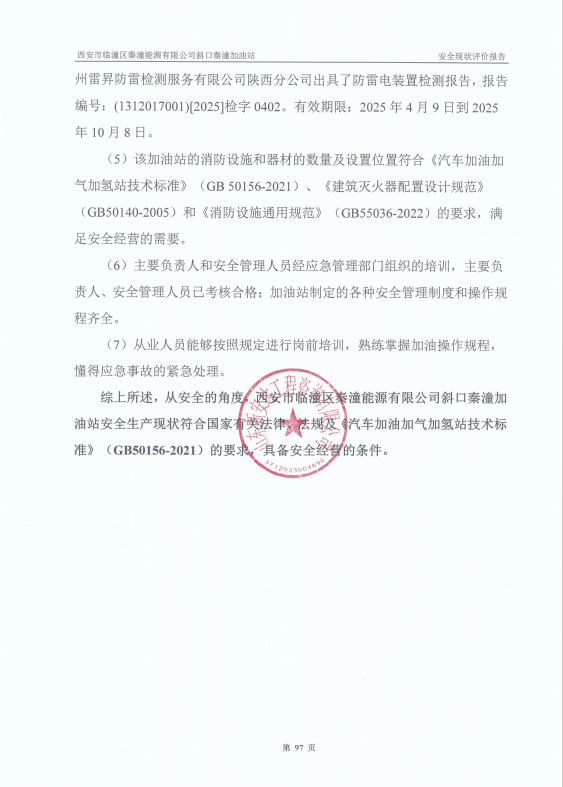 西安市临潼区秦潼能源有限公司斜口秦潼加油站 安全现状评价报告
州雷昇防雷检测服务有限公司陕西分公司出具了防雷电装置检测报告，报告
编号：(1312017001)[2025]检字 0402。有效期限：2025 年 4 月 9 日到 2025
年 10 月 8 日。
（5）该加油站的消防设施和器材的数量及设置位置符合《汽车加油加
气加氢站技术标准》（GB 50156-2021）、《建筑灭火器配置设计规范》
（GB50140-2005）和《消防设施通用规范》（GB55036-2022）的要求，满
足安全经营的需要。
（6）主要负责人和安全管理人员经应急管理部门组织的培训，主要负
责人、安全管理人员已考核合格；加油站制定的各种安全管理制度和操作规
程齐全。
（7）从业人员能够按照规定进行岗前培训，熟练掌握加油操作规程，
懂得应急事故的紧急处理。
综上所述，从安全的角度，西安市临潼区秦潼能源有限公司斜口秦潼加
油站安全生产现状符合国家有关法律、法规及《汽车加油加气加氢站技术标
准》（GB50156-2021）的要求，具备安全经营的条件。
第 97 页